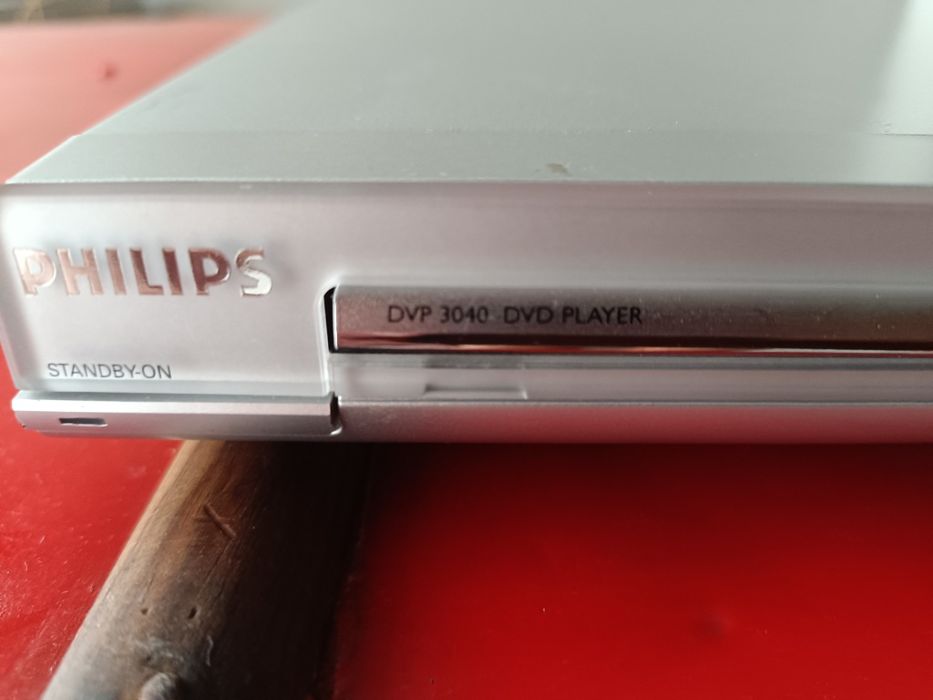 PHILIPS
DVP 3040 DVD PLAYER
STANDBY-ON